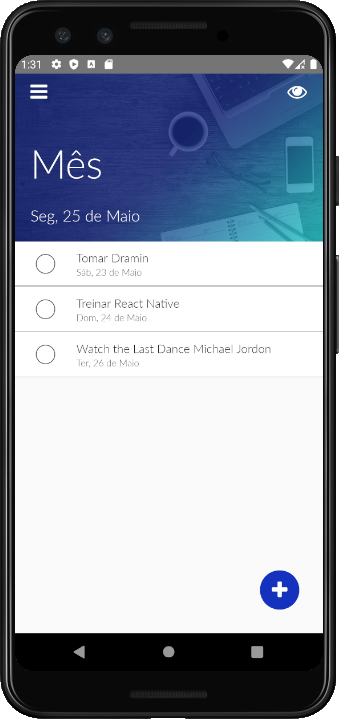 1:31
Mês
Seg, 25 de Maio
Tomar Dramin
Sáb, 23 de Maio
Treinar React Native
Dom, 24 de Maio
Watch the Last Dance Michael Jordon
Ter, 26 de Maio